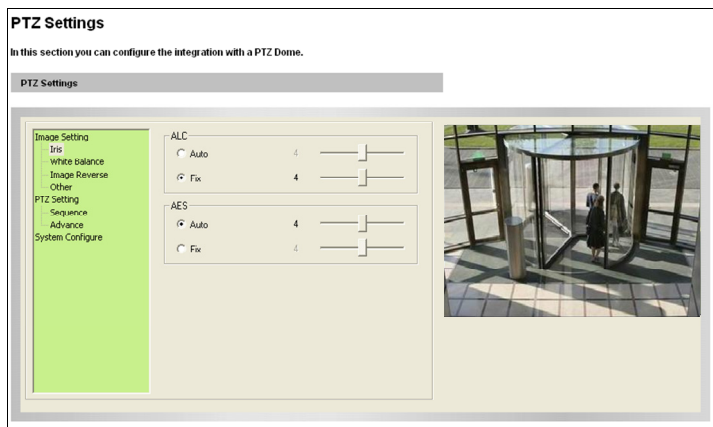 PTZ Settings
In this section you can configure the integration with a PTZ Dome.
PTZ Settings
Image Setting
Iris
White Balance
Image Reverse
Other
PTZ Setting
Sequence
Advance
System Configure
ALC
Auto 4
Fix 4
AES
Auto 4
Fix 4